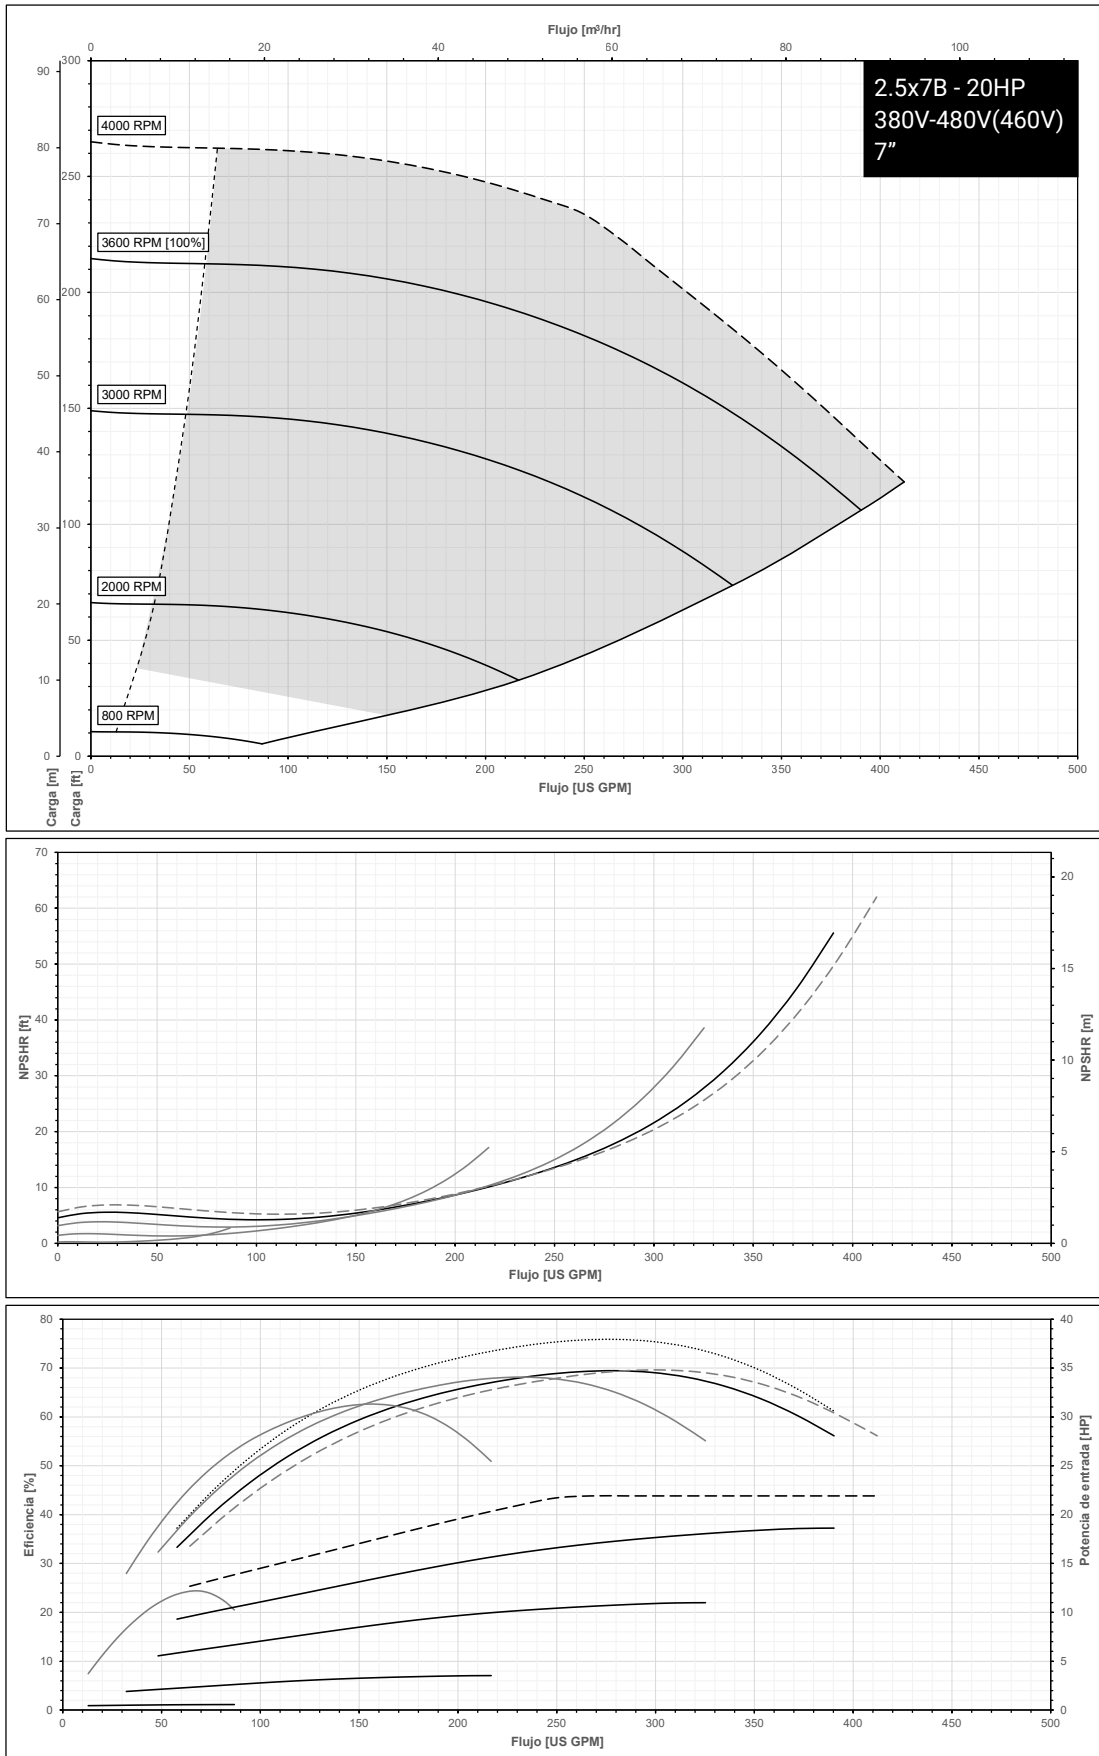 Flujo [m³/hr]
0 20 40 60 80 100
90 300
2.5x7B - 20HP
380V-480V(460V)
7”
4000 RPM
80
250
70
3600 RPM [100%]
60 200
50
3000 RPM
150
40
30 100
2000 RPM
20
50
10
800 RPM
0 0
0 50 100 150 200 250 300 350 400 450 500
Flujo [US GPM]
Carga [m]
Carga [ft]
70
60
50
40
30
20
10
0
NPSHR [ft]
20
15
10
5
0
NPSHR [m]
0 50 100 150 200 250 300 350 400 450 500
Flujo [US GPM]
80
70
60
50
40
30
20
10
0
Eficiencia [%]
40
35
30
25
20
15
10
5
0
Potencia de entrada [HP]
0 50 100 150 200 250 300 350 400 450 500
Flujo [US GPM]